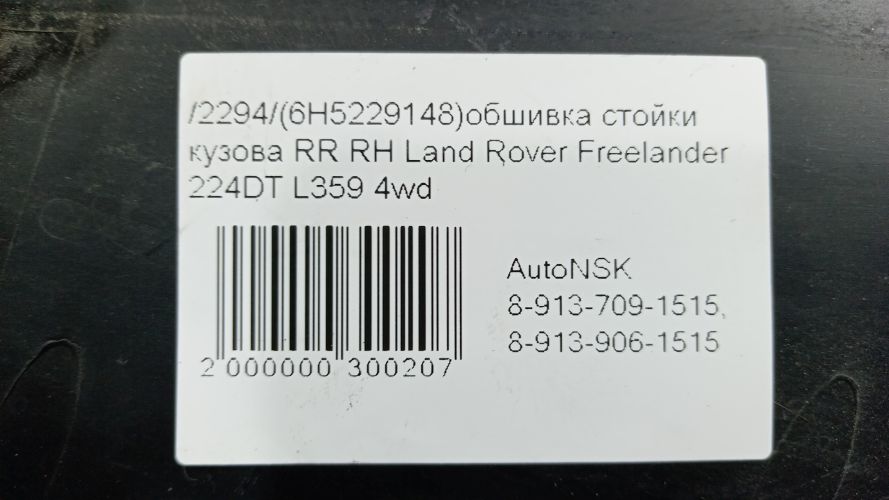 /2294/(6H5229148)обшивка стойки
кузова RR RH Land Rover Freelander
224DT L359 4wd
AutoNSK
8-913-709-1515,
8-913-906-1515
2 000000 300207